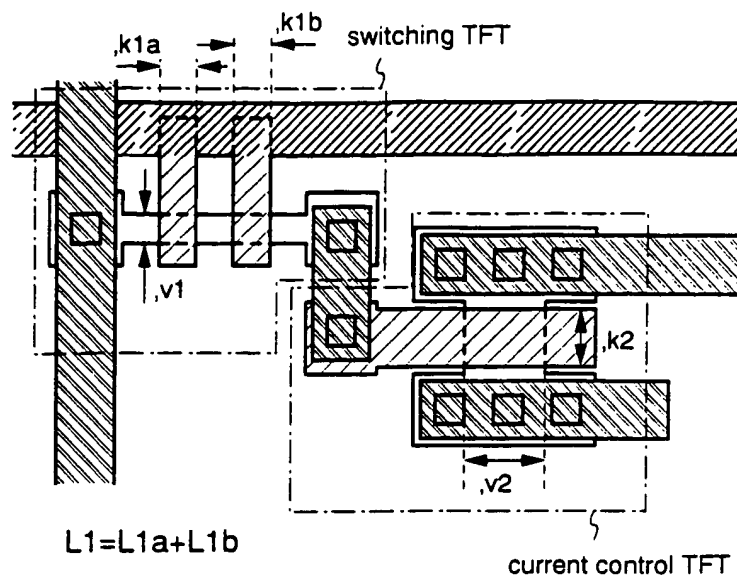 ,k1b
switching TFT
,k1a
,v1
,k2
,v2
L1=L1a+L1b
current control TFT